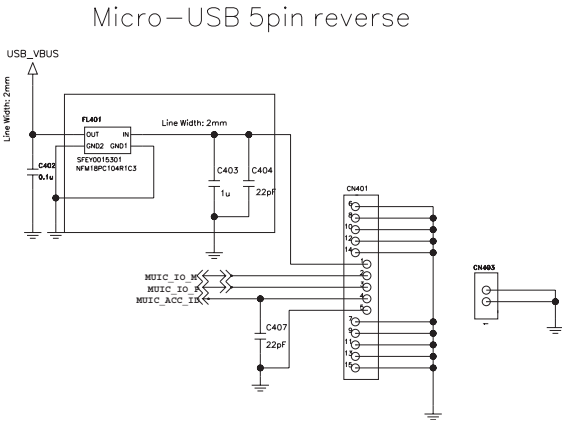 Micro-USB 5pin reverse
USB_VBUS
Line Width: 2mm
FL401
OUT IN
GND2 GND1
SFEY0015301
NFM18PC104R1C3
Line Width: 2mm
C402
0.1u
C403
1u
C404
22pF
CN401
6
8
10
12
14
1
2
3
4
5
7
9
11
13
15
MUIC_IO_M
MUIC_IO_P
MUIC_ACC_ID
C407
22pF
CN403